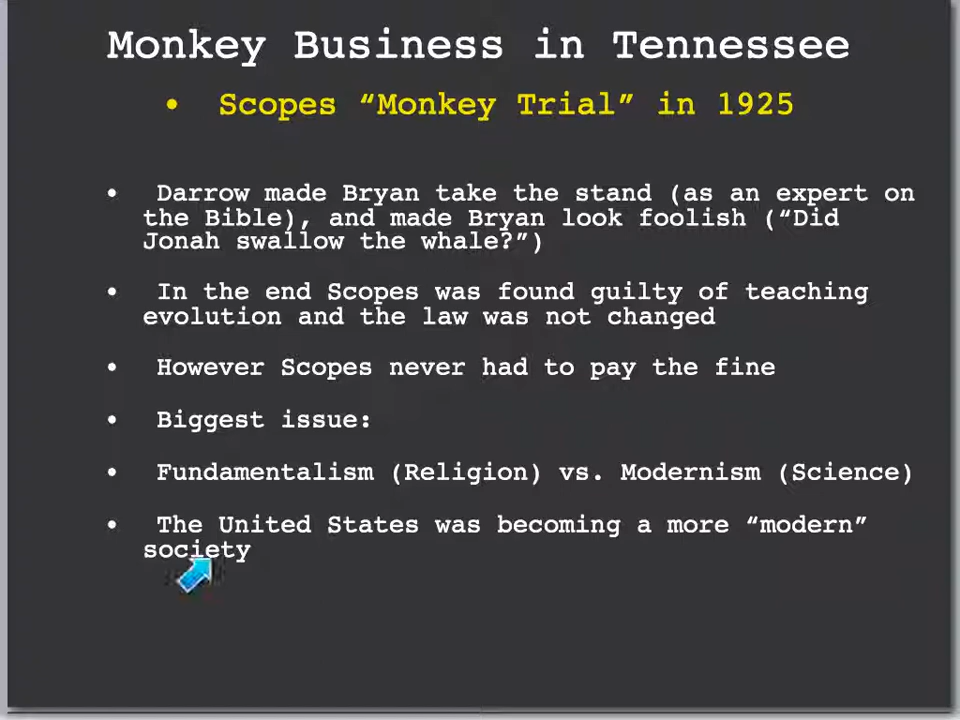 Monkey Business in Tennessee
• Scopes “Monkey Trial” in 1925
• Darrow made Bryan take the stand (as an expert on
the Bible), and made Bryan look foolish (“Did
Jonah swallow the whale?”)
• In the end Scopes was found guilty of teaching
evolution and the law was not changed
• However Scopes never had to pay the fine
• Biggest issue:
• Fundamentalism (Religion) vs. Modernism (Science)
• The United States was becoming a more “modern”
society